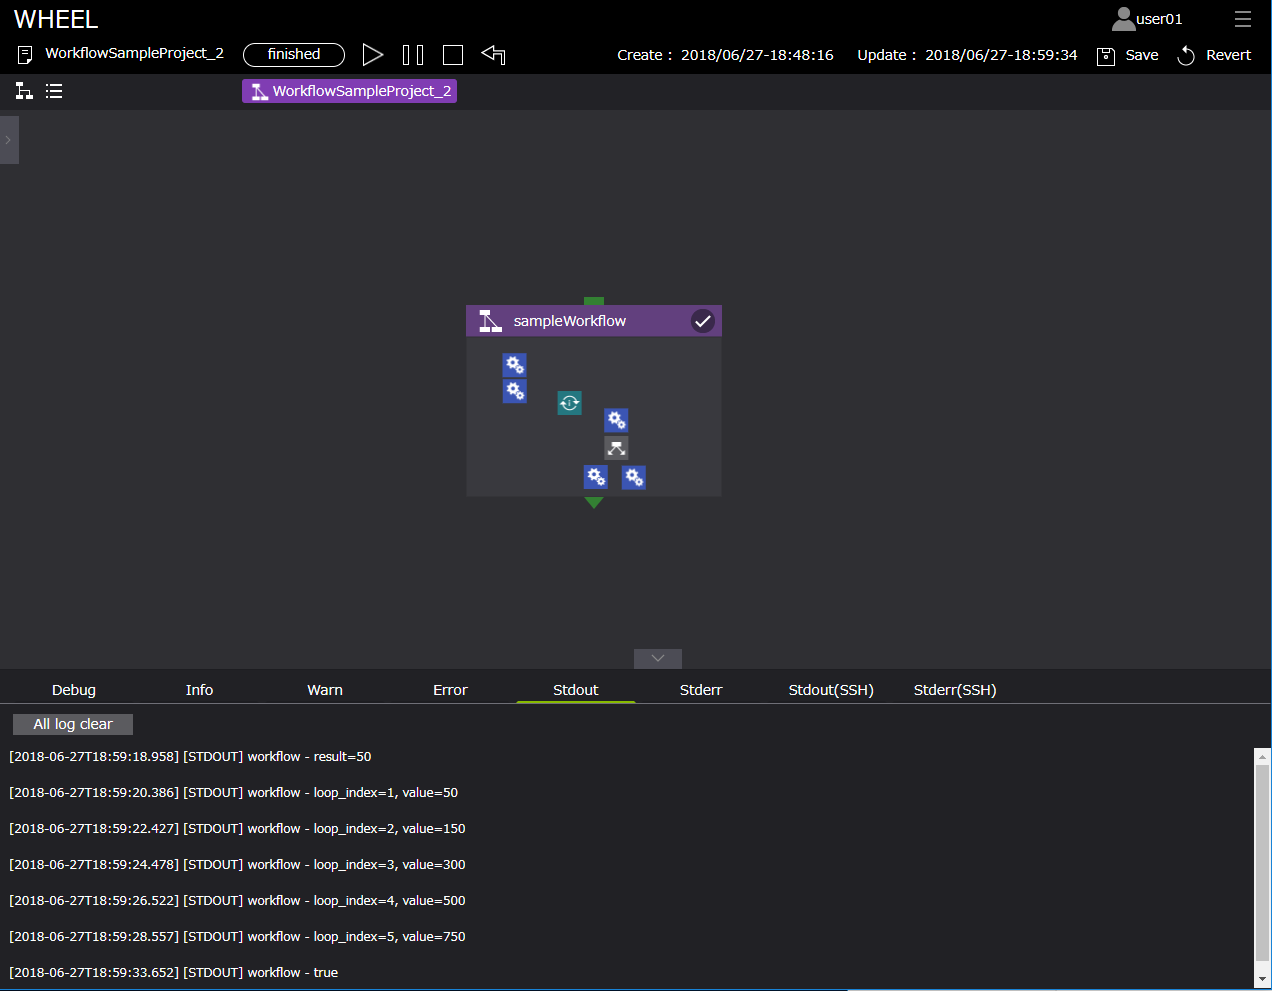 WHEEL
user01
WorkflowSampleProject_2
finished
Create : 2018/06/27-18:48:16
Update : 2018/06/27-18:59:34
Save
Revert
WorkflowSampleProject_2
sampleWorkflow
Debug
Info
Warn
Error
Stdout
Stderr
Stdout(SSH)
Stderr(SSH)
All log clear
[2018-06-27T18:59:18.958] [STDOUT] workflow - result=50
[2018-06-27T18:59:20.386] [STDOUT] workflow - loop_index=1, value=50
[2018-06-27T18:59:22.427] [STDOUT] workflow - loop_index=2, value=150
[2018-06-27T18:59:24.478] [STDOUT] workflow - loop_index=3, value=300
[2018-06-27T18:59:26.522] [STDOUT] workflow - loop_index=4, value=500
[2018-06-27T18:59:28.557] [STDOUT] workflow - loop_index=5, value=750
[2018-06-27T18:59:33.652] [STDOUT] workflow - true